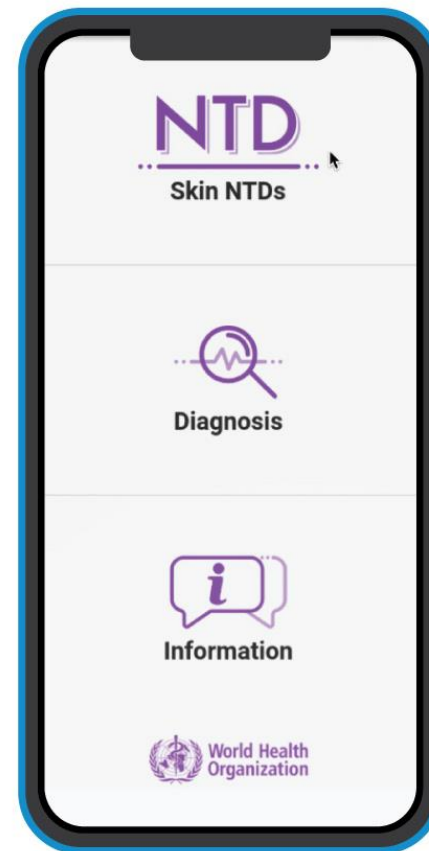 NTD
Skin NTDs
Diagnosis
i
Information
World Health
Organization